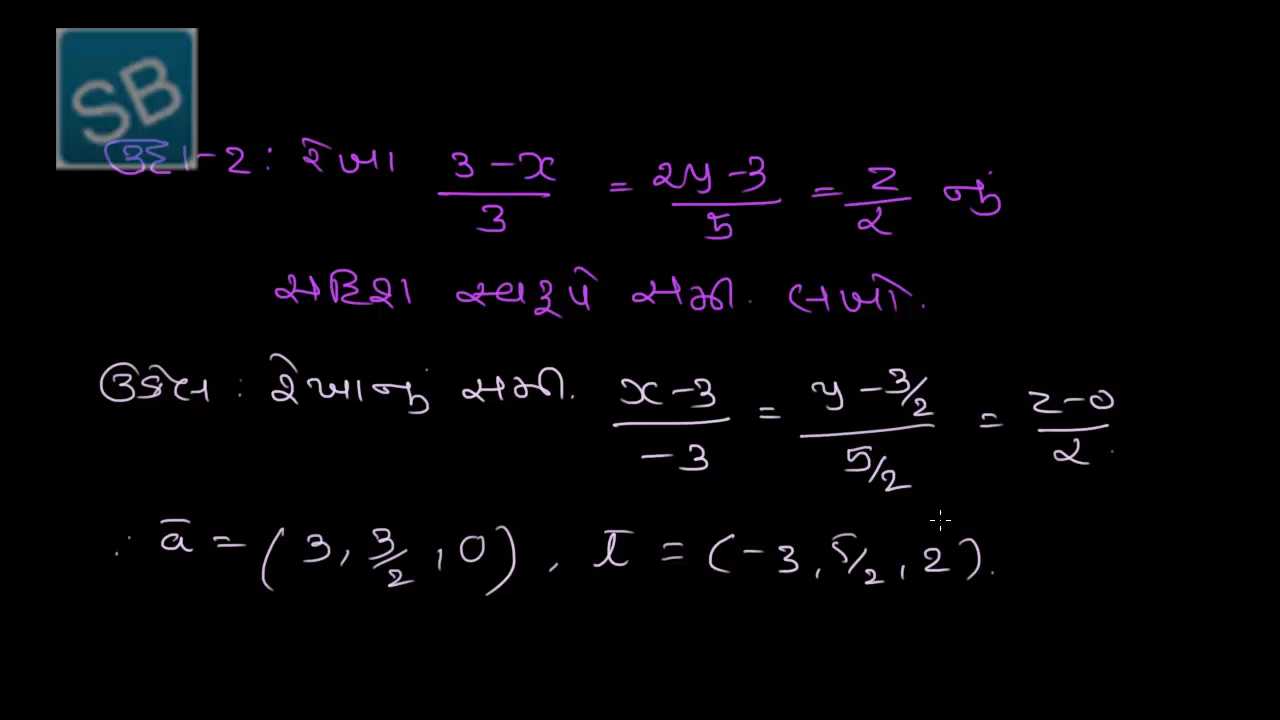 SB
ઉદા-2: રેખા (3-x)/3 = (2y-3)/5 = z/2 નું
સદિશ સ્વરૂપે સમી. લખો.
ઉકેલ: રેખાનું સમી. (x-3)/-3 = (y-3/2)/(5/2) = (z-0)/2.
∴ a̅ = (3, 3/2, 0), l̅ = (-3, 5/2, 2).